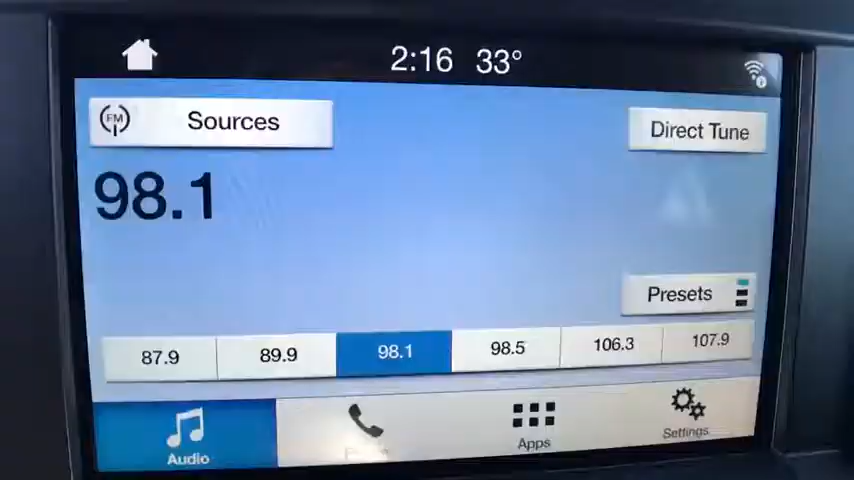 2:16 33°
FM Sources
Direct Tune
98.1
Presets
87.9 89.9 98.1 98.5 106.3 107.9
Audio
Apps
Settings